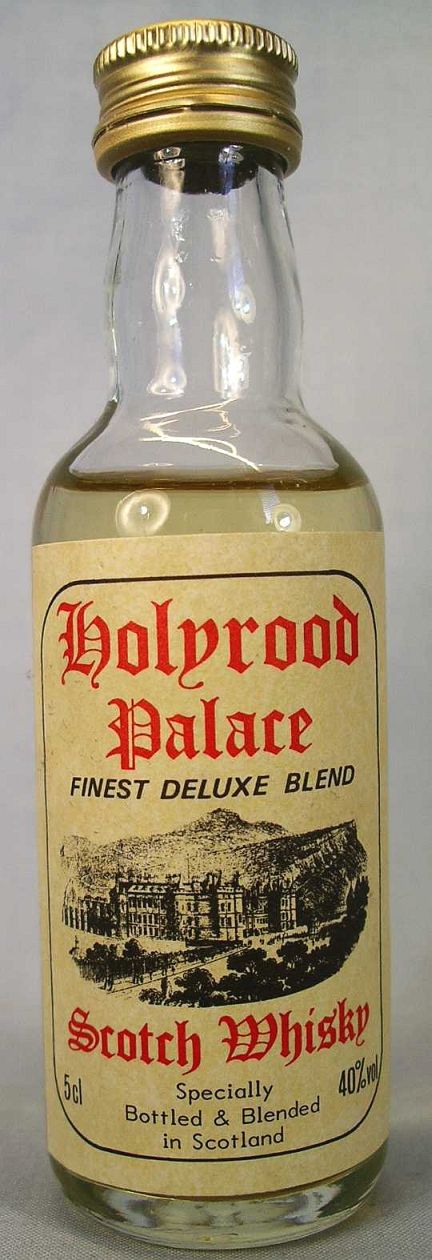 Holyrood
Palace
FINEST DELUXE BLEND
Scotch Whisky
5cl
40%vol
Specially
Bottled & Blended
in Scotland